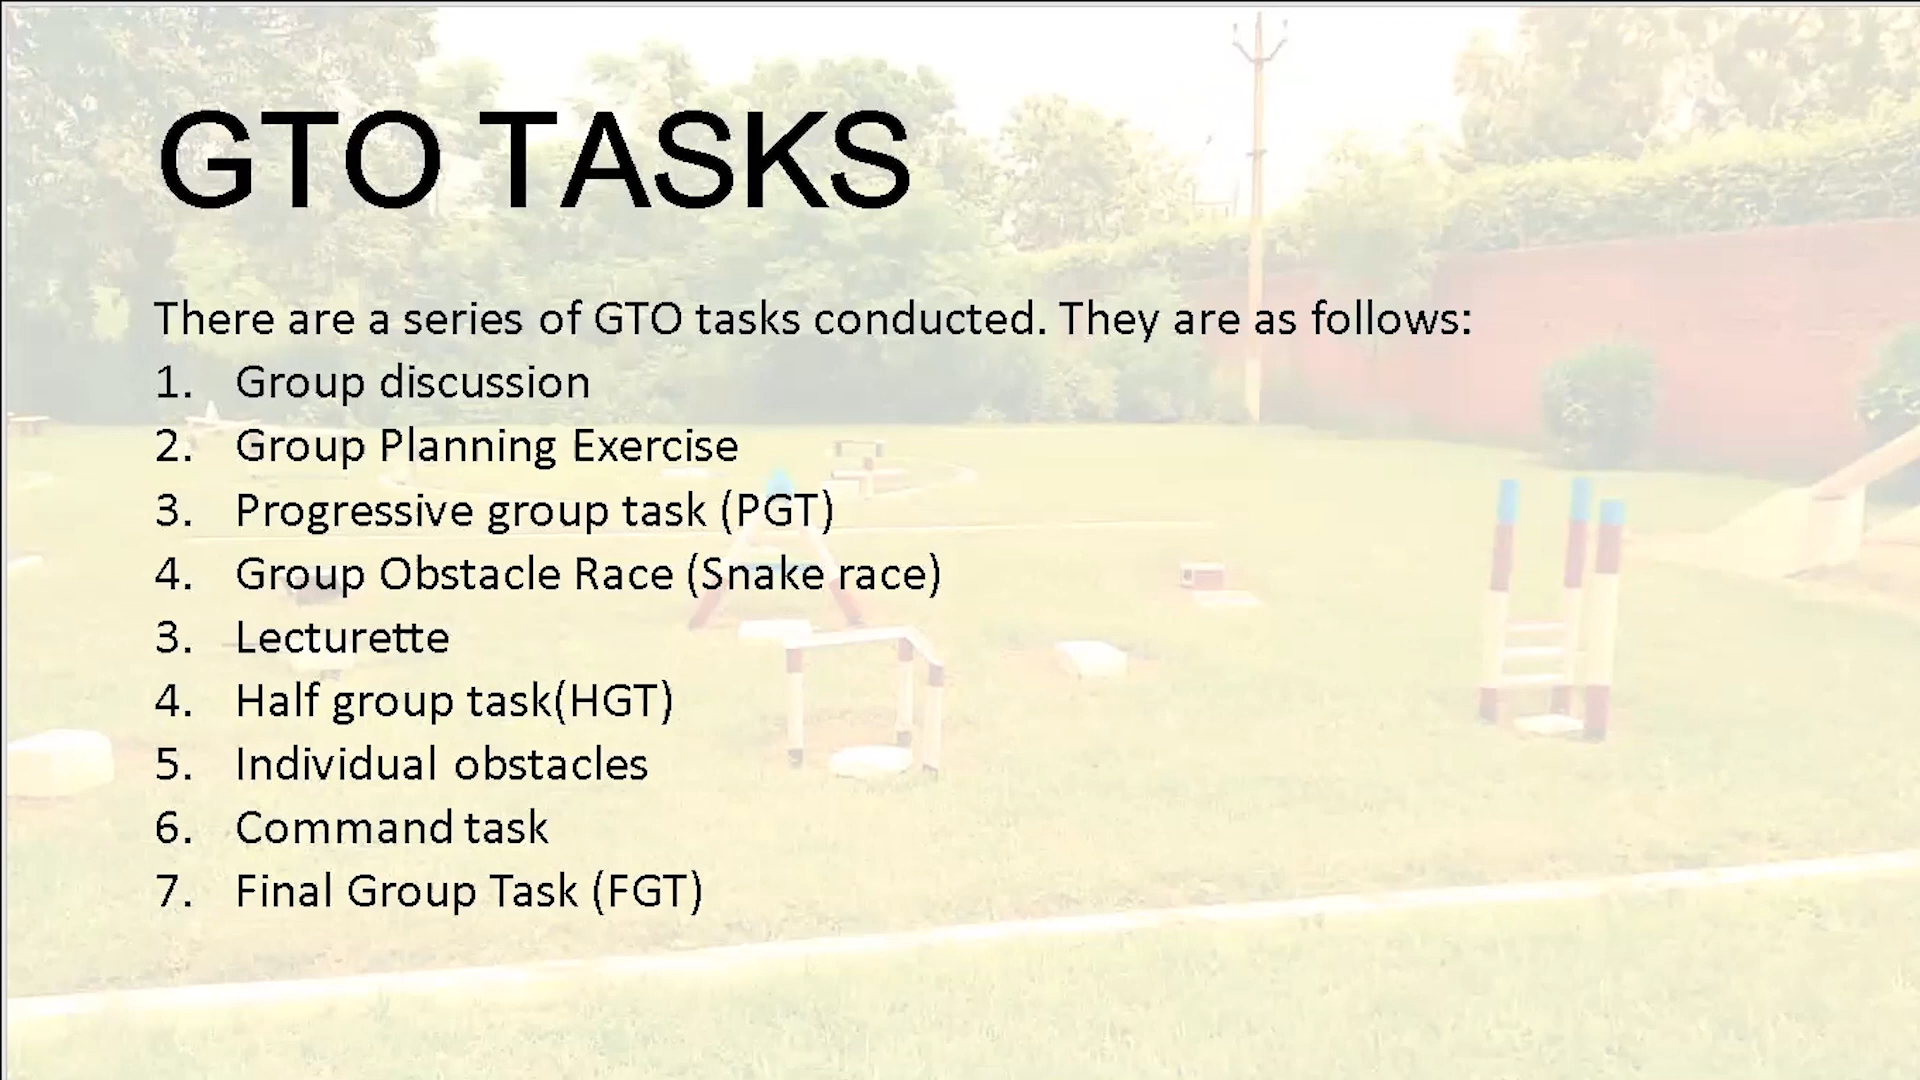 GTO TASKS
There are a series of GTO tasks conducted. They are as follows:
1. Group discussion
2. Group Planning Exercise
3. Progressive group task (PGT)
4. Group Obstacle Race (Snake race)
3. Lecturette
4. Half group task(HGT)
5. Individual obstacles
6. Command task
7. Final Group Task (FGT)